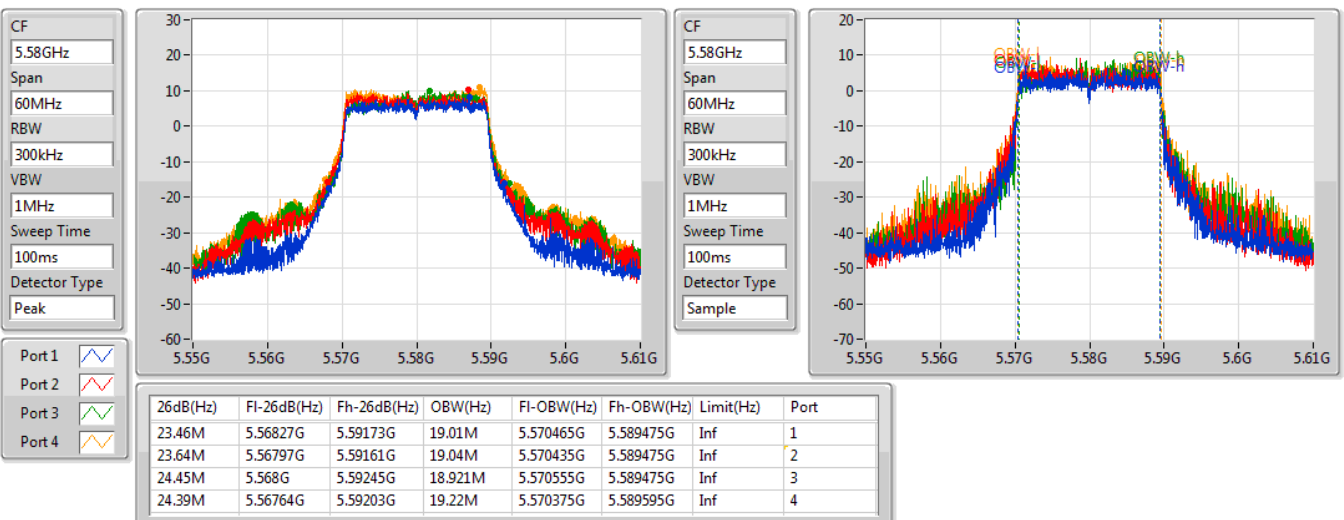 CF
5.58GHz
Span
60MHz
RBW
300kHz
VBW
1MHz
Sweep Time
100ms
Detector Type
Peak
30
20
10
0
-10
-20
-30
-40
-50
-60
5.55G 5.56G 5.57G 5.58G 5.59G 5.6G 5.61G
CF
5.58GHz
Span
60MHz
RBW
300kHz
VBW
1MHz
Sweep Time
100ms
Detector Type
Sample
20
10
0
-10
-20
-30
-40
-50
-60
-70
OBW-h
5.55G 5.56G 5.57G 5.58G 5.59G 5.6G 5.61G
Port 1
Port 2
Port 3
Port 4
26dB(Hz) Fl-26dB(Hz) Fh-26dB(Hz) OBW(Hz) Fl-OBW(Hz) Fh-OBW(Hz) Limit(Hz) Port
23.46M 5.56827G 5.59173G 19.01M 5.570465G 5.589475G Inf 1
23.64M 5.56797G 5.59161G 19.04M 5.570435G 5.589475G Inf 2
24.45M 5.568G 5.59245G 18.921M 5.570555G 5.589475G Inf 3
24.39M 5.56764G 5.59203G 19.22M 5.570375G 5.589595G Inf 4